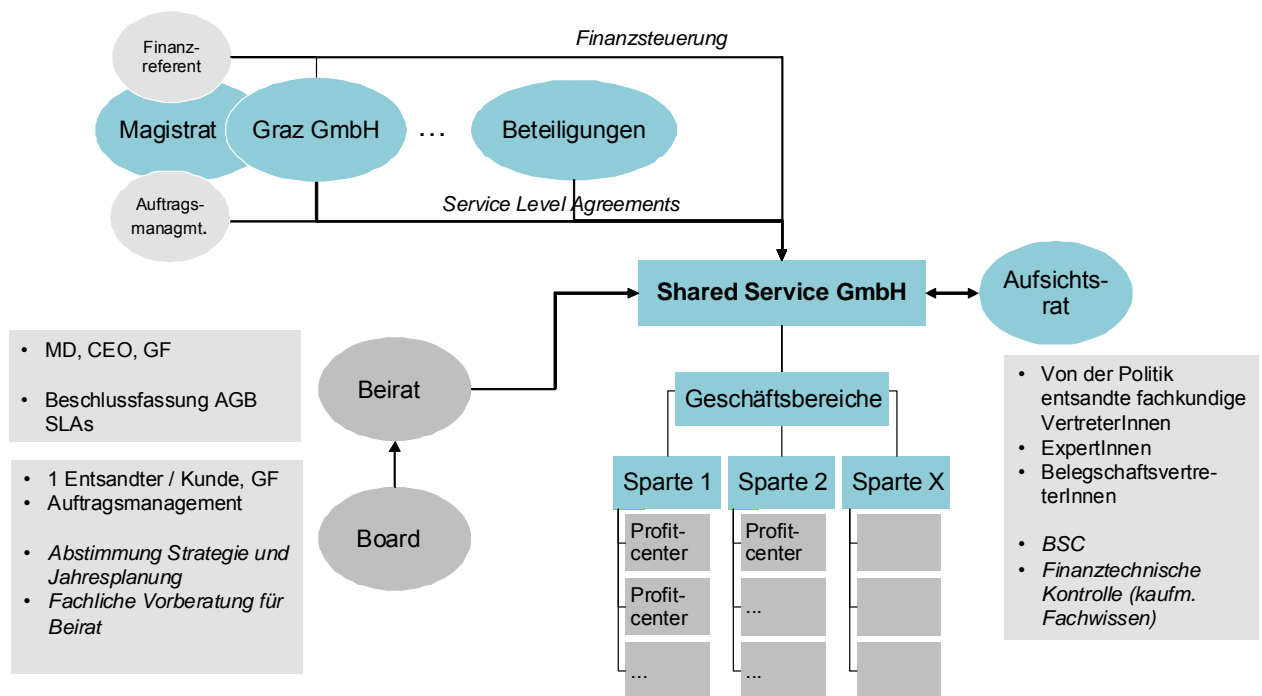 Finanz-
referent
Finanzsteuerung
Magistrat
Graz GmbH
...
Beteiligungen
Auftrags-
managmt.
Service Level Agreements
Shared Service GmbH
Aufsichts-
rat
• MD, CEO, GF
• Beschlussfassung AGB
SLAs
Beirat
• 1 Entsandter / Kunde, GF
• Auftragsmanagement
• Abstimmung Strategie und
Jahresplanung
• Fachliche Vorberatung für
Beirat
Board
Geschäftsbereiche
Sparte 1
Sparte 2
Sparte X
Profit-
center
Profit-
center
Profit-
center
...
...
• Von der Politik
entsandte fachkundige
VertreterInnen
• ExpertInnen
• Belegschaftsvertre-
terInnen
• BSC
• Finanztechnische
Kontrolle (kaufm.
Fachwissen)